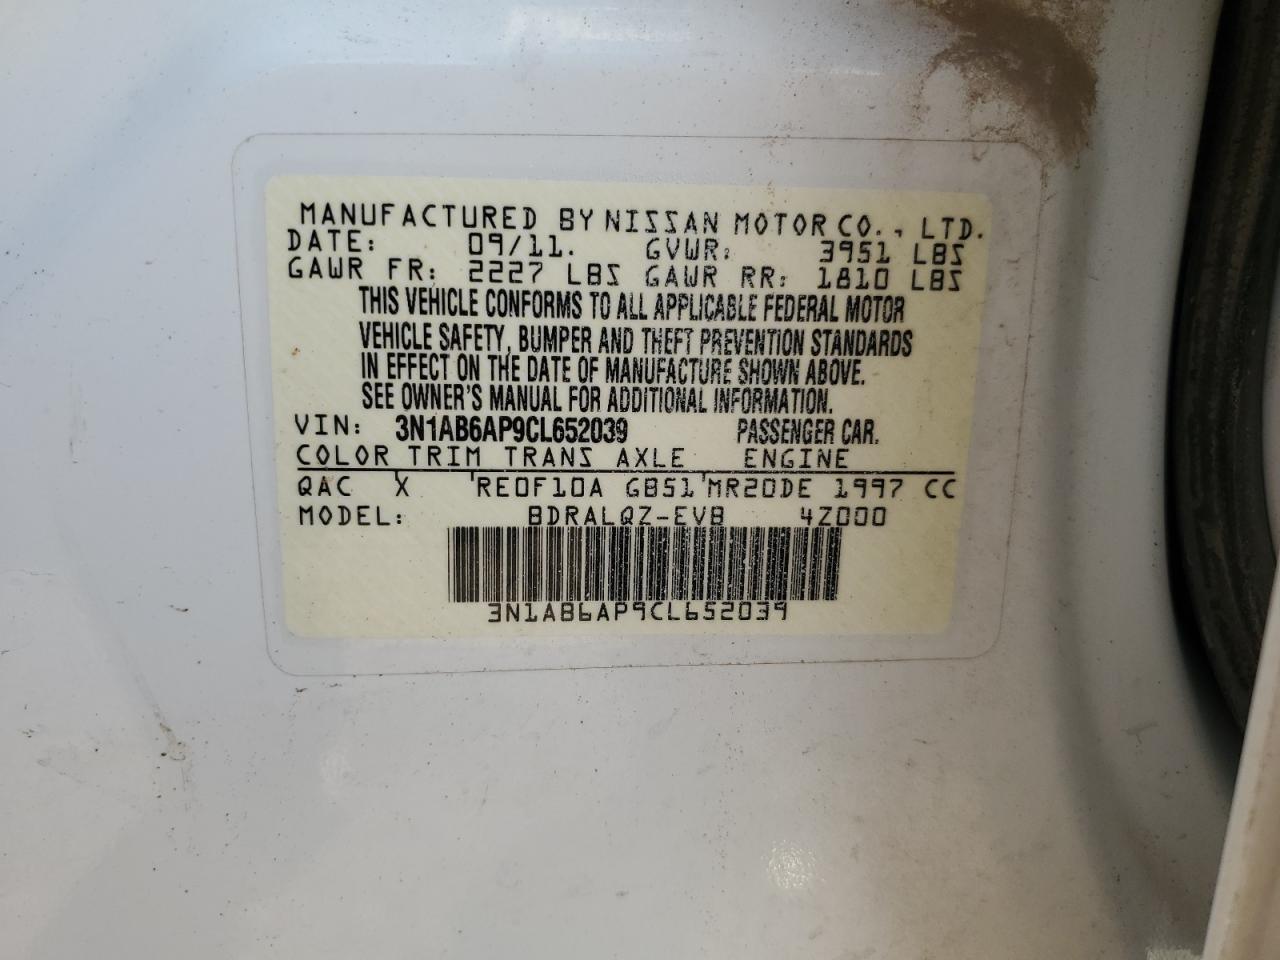 MANUFACTURED BY NISSAN MOTOR CO., LTD.
DATE: 09/11. GVWR: 3951 LBS
GAWR FR: 2227 LBS GAWR RR: 1810 LBS
THIS VEHICLE CONFORMS TO ALL APPLICABLE FEDERAL MOTOR
VEHICLE SAFETY, BUMPER AND THEFT PREVENTION STANDARDS
IN EFFECT ON THE DATE OF MANUFACTURE SHOWN ABOVE.
SEE OWNER'S MANUAL FOR ADDITIONAL INFORMATION.
VIN: 3N1AB6AP9CL652039 PASSENGER CAR.
COLOR TRIM TRANS AXLE ENGINE
QAC X RE0F10A GB51 MR20DE 1997 CC
MODEL: BDRALQZ-EVB 4Z000
3N1AB6AP9CL652039